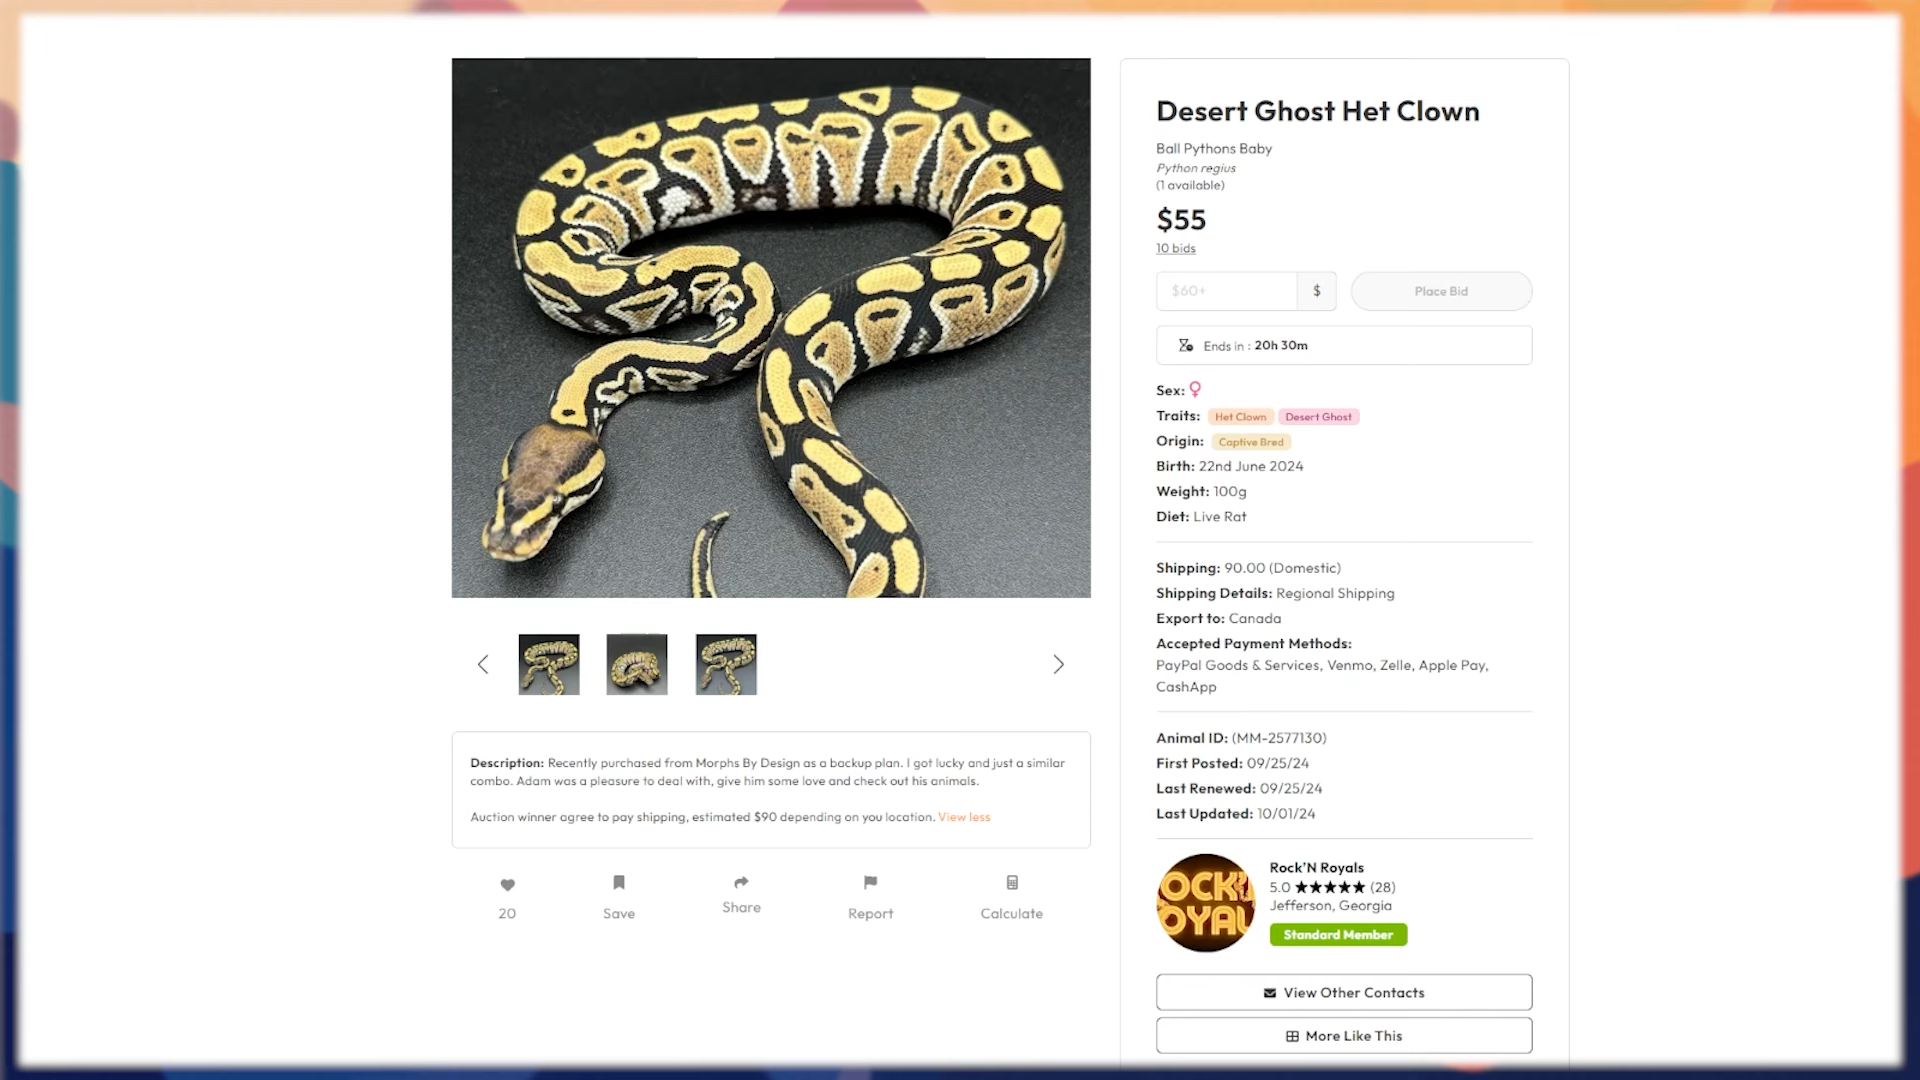 Desert Ghost Het Clown
Ball Pythons Baby
Python regius
(1 available)
$55
10 bids
$60+ $ Place Bid
Ends in : 20h 30m
Sex:
Traits: Het Clown Desert Ghost
Origin: Captive Bred
Birth: 22nd June 2024
Weight: 100g
Diet: Live Rat
Shipping: 90.00 (Domestic)
Shipping Details: Regional Shipping
Export to: Canada
Accepted Payment Methods:
PayPal Goods & Services, Venmo, Zelle, Apple Pay,
CashApp
Animal ID: (MM-2577130)
First Posted: 09/25/24
Last Renewed: 09/25/24
Last Updated: 10/01/24
OCK'
OYAL
Rock'N Royals
5.0 ★★★★★ (28)
Jefferson, Georgia
Standard Member
View Other Contacts
More Like This
Description: Recently purchased from Morphs By Design as a backup plan. I got lucky and just a similar
combo. Adam was a pleasure to deal with, give him some love and check out his animals.
Auction winner agree to pay shipping, estimated $90 depending on you location. View less
20 Save Share Report Calculate